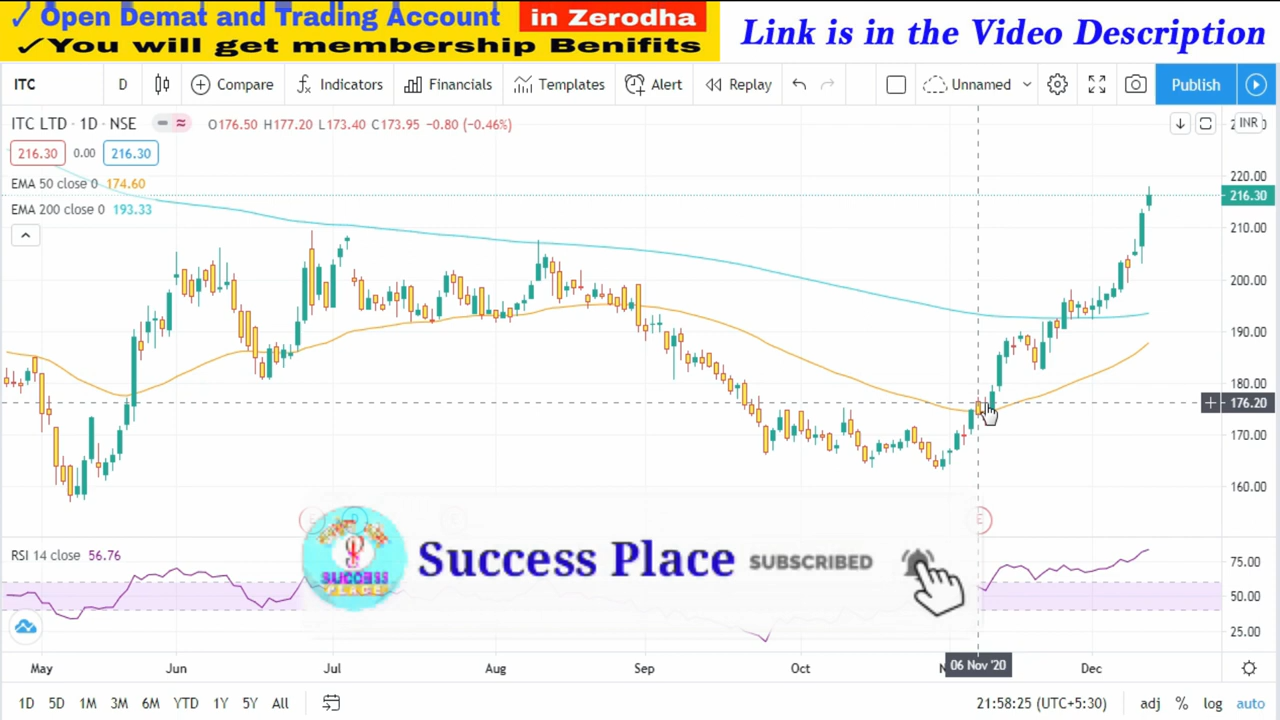 ✓ Open Demat and Trading Account in Zerodha
✓You will get membership Benifits
Link is in the Video Description
ITC D Compare Indicators Financials Templates Alert Replay Unnamed Publish
ITC LTD · 1D · NSE O176.50 H177.20 L173.40 C173.95 −0.80 (−0.46%)
INR
216.30 0.00 216.30
EMA 50 close 0 174.60
EMA 200 close 0 193.33
220.00
216.30
210.00
200.00
190.00
180.00
176.20
170.00
160.00
E
SUCCESS PLACE
Success Place SUBSCRIBED
RSI 14 close 56.76
75.00
50.00
25.00
May Jun Jul Aug Sep Oct 06 Nov '20 Dec
1D 5D 1M 3M 6M YTD 1Y 5Y All 21:58:25 (UTC+5:30) adj % log auto